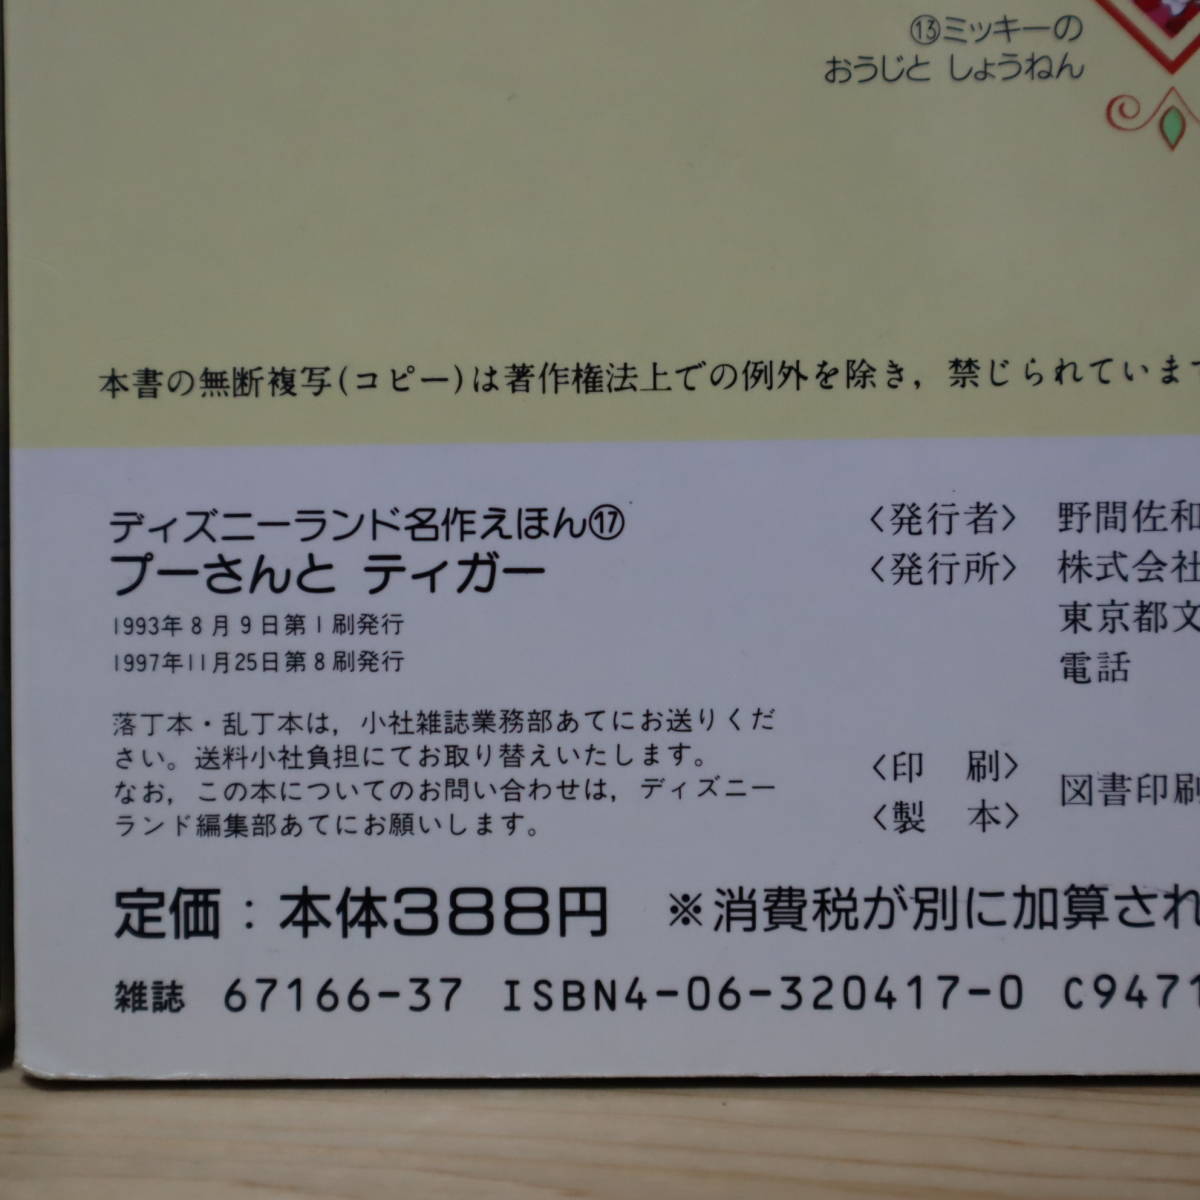 ⑬ミッキーの
おうじと しょうねん
本書の無断複写(コピー)は著作権法上での例外を除き，禁じられていま
ディズニーランド名作えほん⑰
プーさんと ティガー
1993年8月9日第1刷発行
1997年11月25日第8刷発行
落丁本・乱丁本は，小社雑誌業務部あてにお送りくだ
さい。送料小社負担にてお取り替えいたします。
なお，この本についてのお問い合わせは，ディズニー
ランド編集部あてにお願いします。
〈発行者〉 野間佐和
〈発行所〉 株式会社
東京都文
電話
〈印 刷〉
図書印刷
〈製 本〉
定価：本体388円 ※消費税が別に加算され
雑誌 67166-37 ISBN4-06-320417-0 C9471